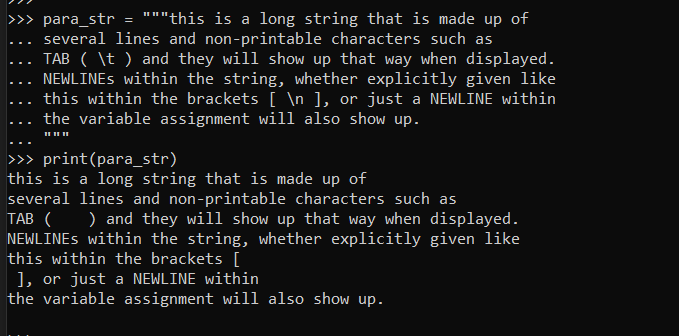 >>> para_str = """this is a long string that is made up of
... several lines and non-printable characters such as
... TAB ( \t ) and they will show up that way when displayed.
... NEWLINEs within the string, whether explicitly given like
... this within the brackets [ \n ], or just a NEWLINE within
... the variable assignment will also show up.
... """
>>> print(para_str)
this is a long string that is made up of
several lines and non-printable characters such as
TAB (    ) and they will show up that way when displayed.
NEWLINEs within the string, whether explicitly given like
this within the brackets [
 ], or just a NEWLINE within
the variable assignment will also show up.